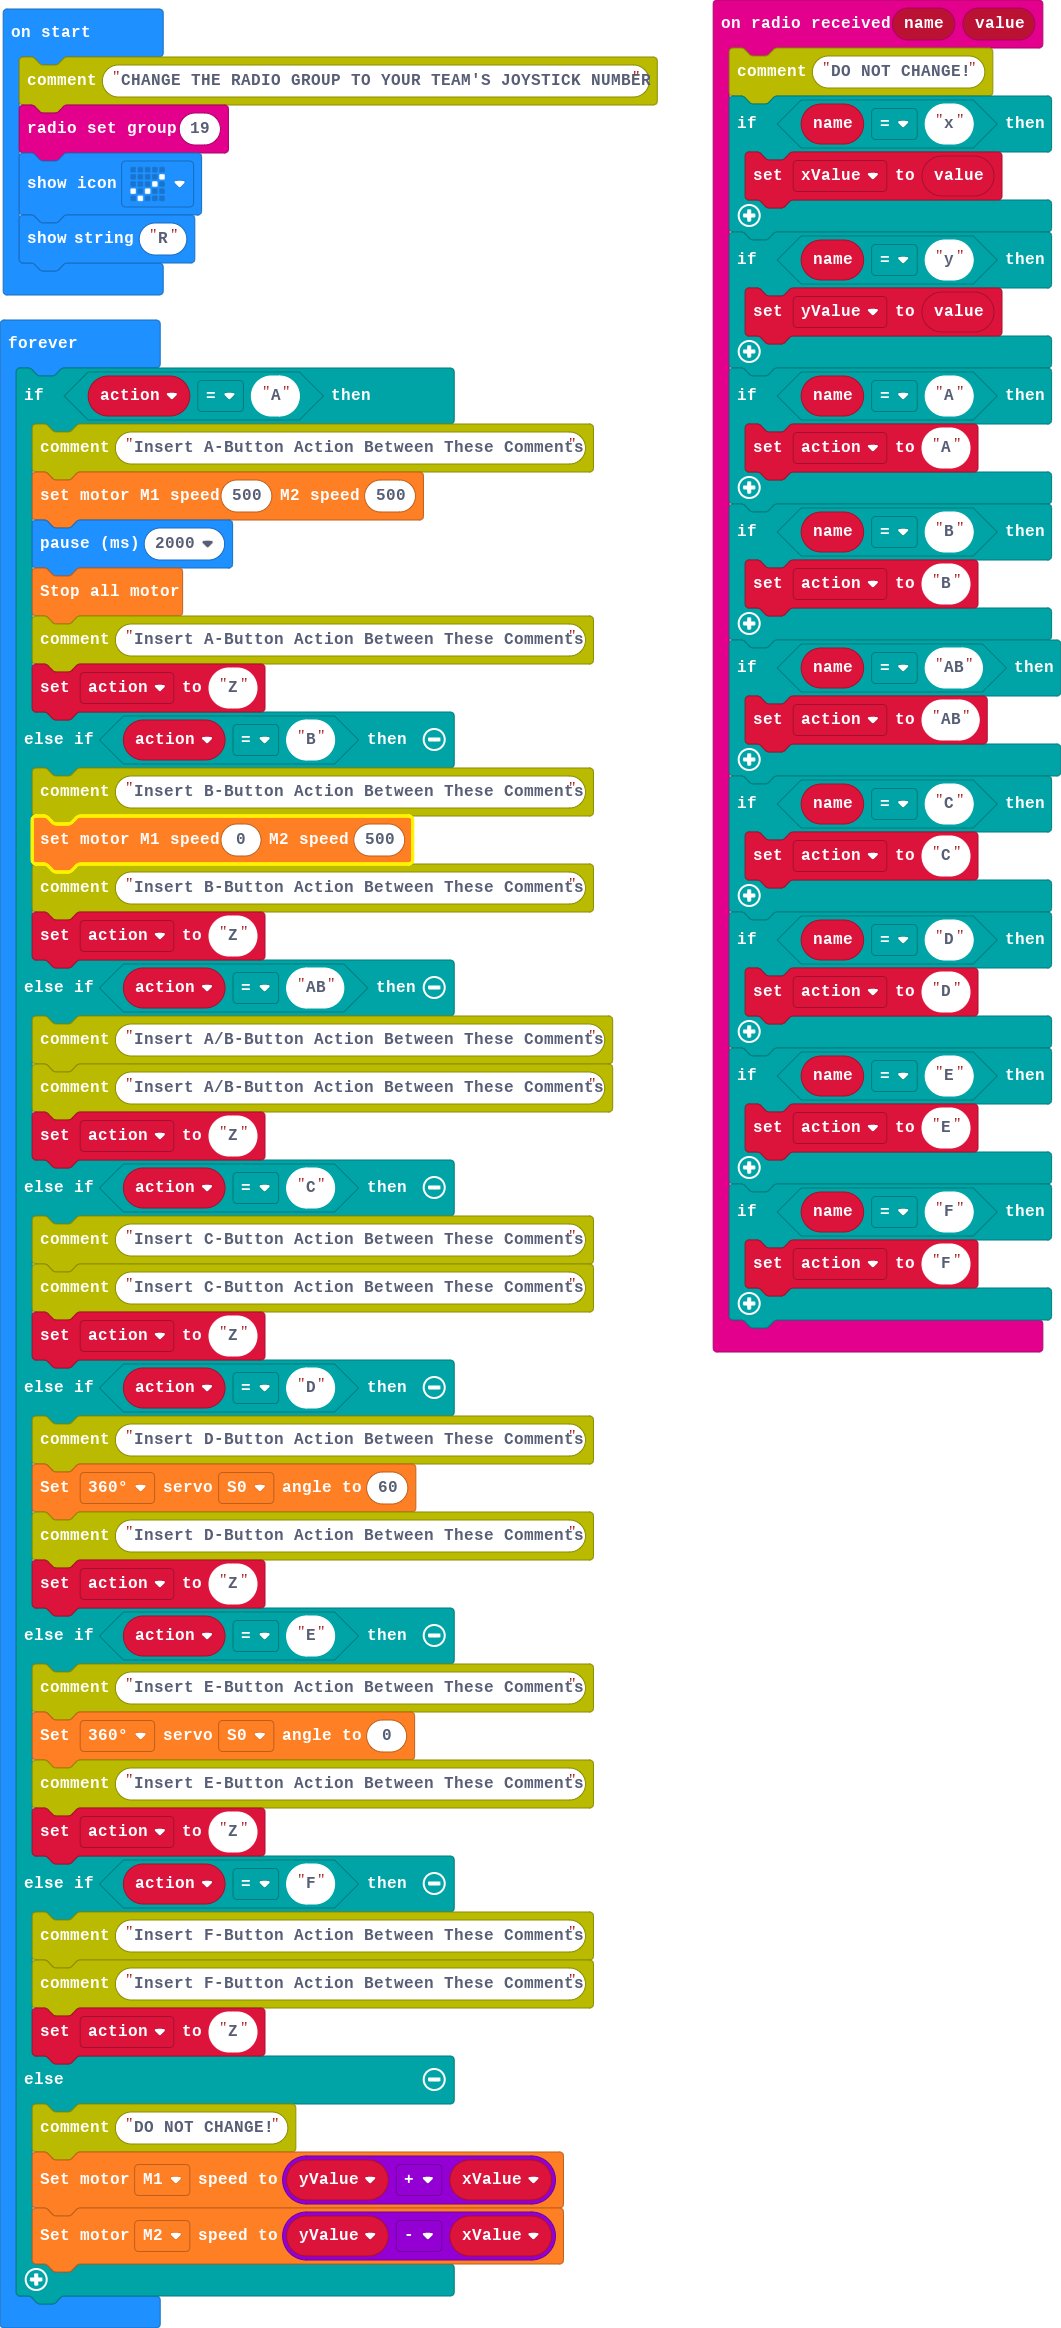 on start
comment "CHANGE THE RADIO GROUP TO YOUR TEAM'S JOYSTICK NUMBER"
radio set group 19
show icon
show string "R"
forever
if action = "A" then
comment "Insert A-Button Action Between These Comments"
set motor M1 speed 500 M2 speed 500
pause (ms) 2000
Stop all motor
comment "Insert A-Button Action Between These Comments"
set action to "Z"
else if action = "B" then
comment "Insert B-Button Action Between These Comments"
set motor M1 speed 0 M2 speed 500
comment "Insert B-Button Action Between These Comments"
set action to "Z"
else if action = "AB" then
comment "Insert A/B-Button Action Between These Comments"
comment "Insert A/B-Button Action Between These Comments"
set action to "Z"
else if action = "C" then
comment "Insert C-Button Action Between These Comments"
comment "Insert C-Button Action Between These Comments"
set action to "Z"
else if action = "D" then
comment "Insert D-Button Action Between These Comments"
Set 360° servo S0 angle to 60
comment "Insert D-Button Action Between These Comments"
set action to "Z"
else if action = "E" then
comment "Insert E-Button Action Between These Comments"
Set 360° servo S0 angle to 0
comment "Insert E-Button Action Between These Comments"
set action to "Z"
else if action = "F" then
comment "Insert F-Button Action Between These Comments"
comment "Insert F-Button Action Between These Comments"
set action to "Z"
else
comment "DO NOT CHANGE!"
Set motor M1 speed to yValue + xValue
Set motor M2 speed to yValue - xValue
on radio received name value
comment "DO NOT CHANGE!"
if name = "x" then
set xValue to value
if name = "y" then
set yValue to value
if name = "A" then
set action to "A"
if name = "B" then
set action to "B"
if name = "AB" then
set action to "AB"
if name = "C" then
set action to "C"
if name = "D" then
set action to "D"
if name = "E" then
set action to "E"
if name = "F" then
set action to "F"